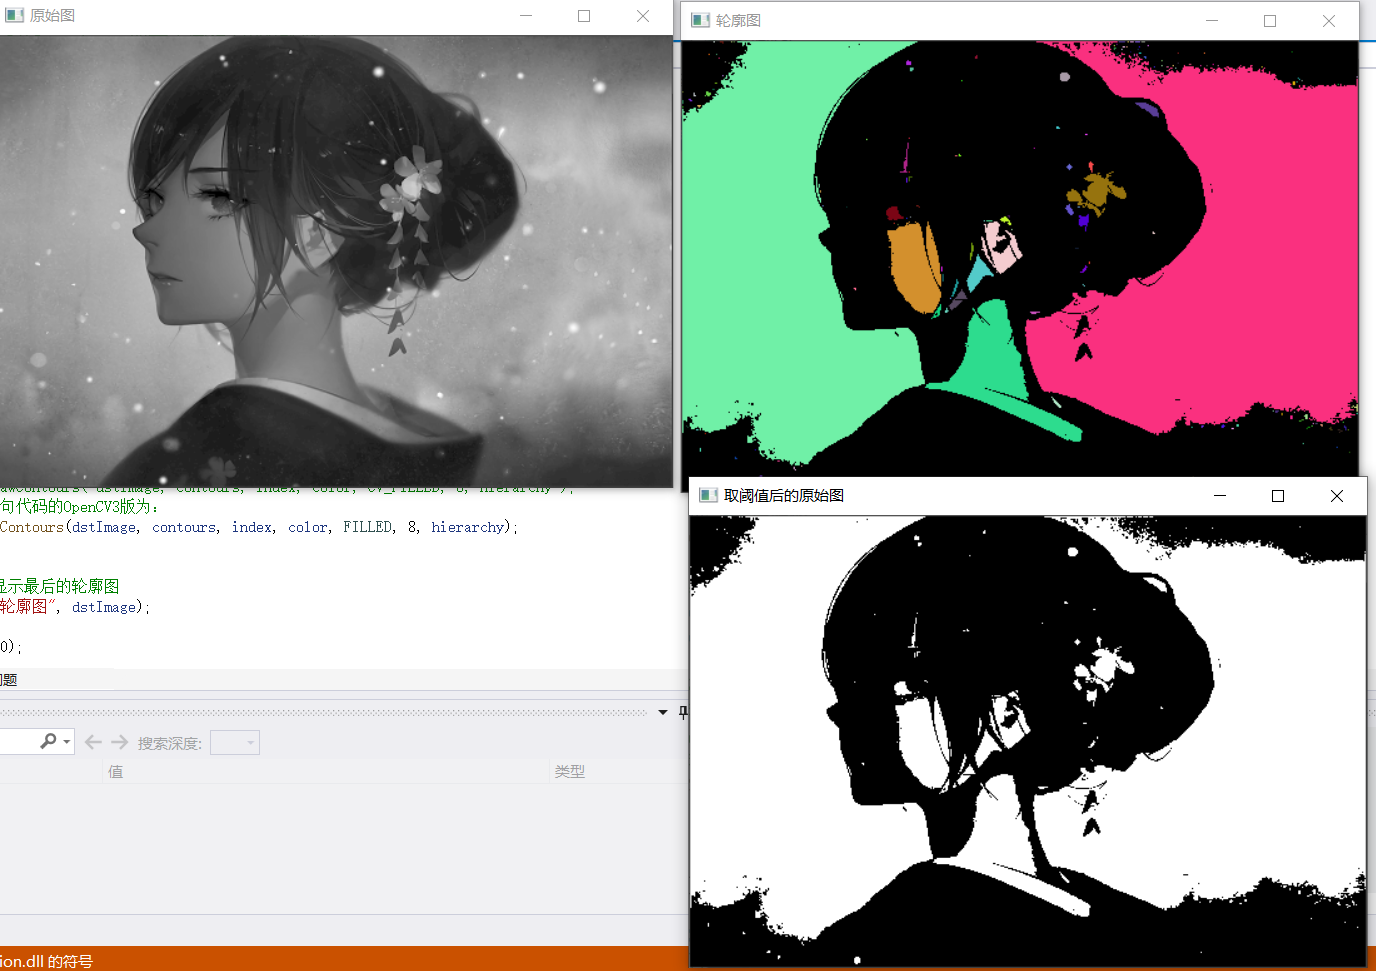 原始图
轮廓图
awContours( dstImage, contours, index, color, CV_FILLED, 8, hierarchy );
句代码的OpenCV3版为:
Contours(dstImage, contours, index, color, FILLED, 8, hierarchy);
显示最后的轮廓图
轮廓图", dstImage);
0);
取阈值后的原始图
题
搜索深度:
值
类型
ion.dll 的符号